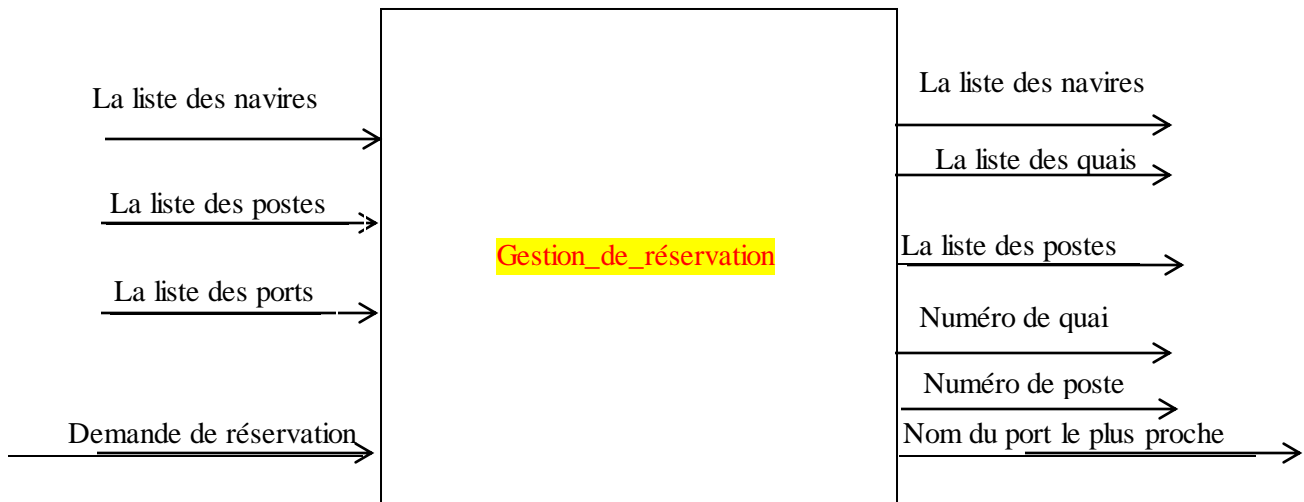 La liste des navires
La liste des postes
La liste des ports
Demande de réservation
Gestion_de_réservation
La liste des navires
La liste des quais
La liste des postes
Numéro de quai
Numéro de poste
Nom du port le plus proche